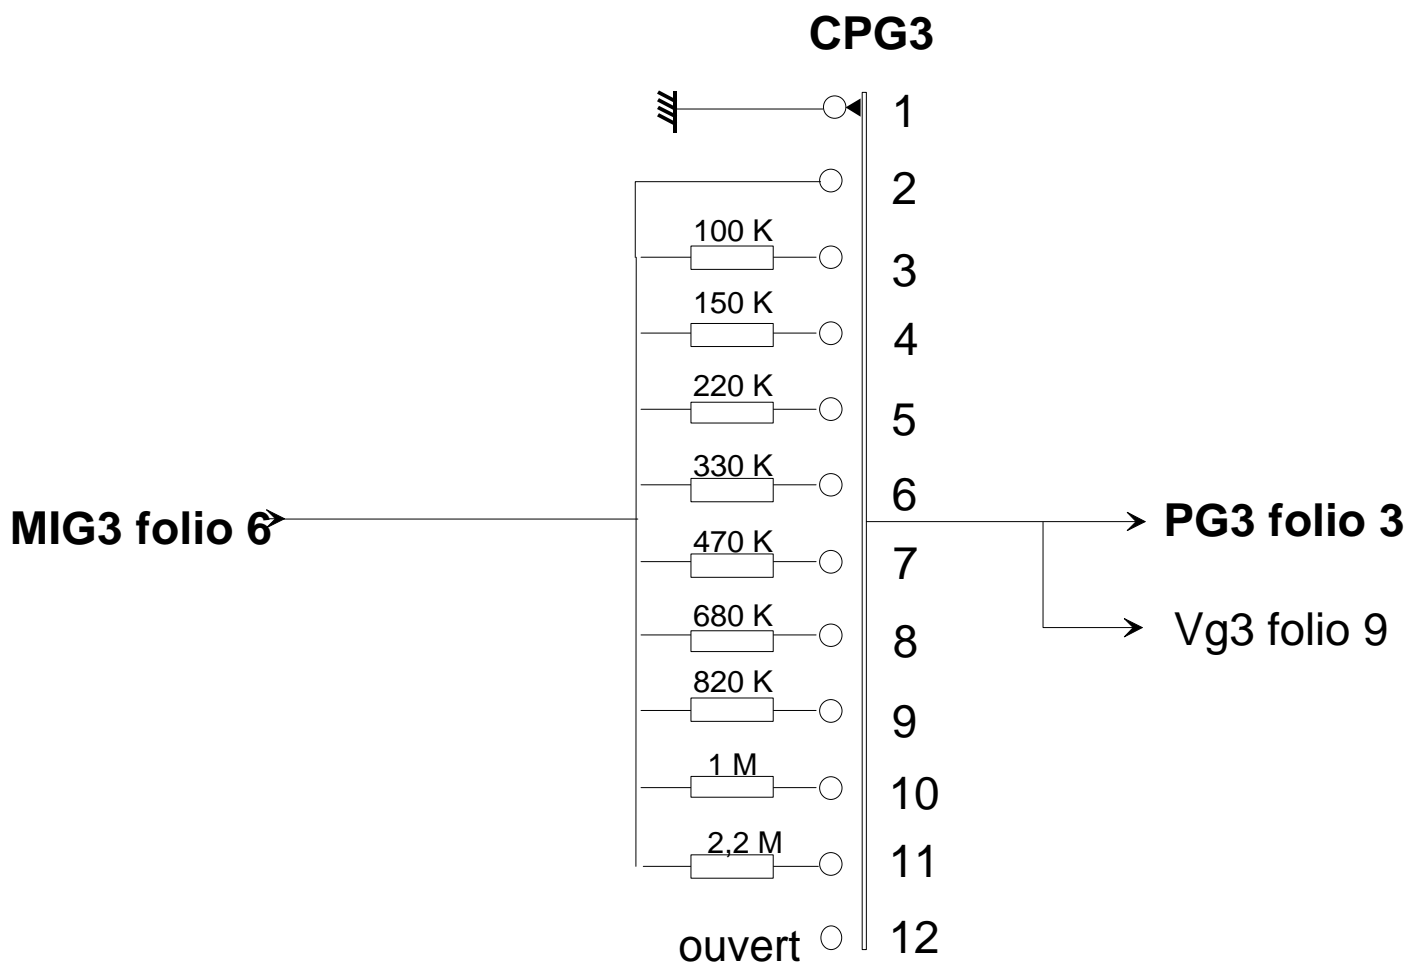 CPG3
1
2
100 K
3
150 K
4
220 K
5
330 K
6
MIG3 folio 6
PG3 folio 3
470 K
7
680 K
8
Vg3 folio 9
820 K
9
1 M
10
2,2 M
11
ouvert
12